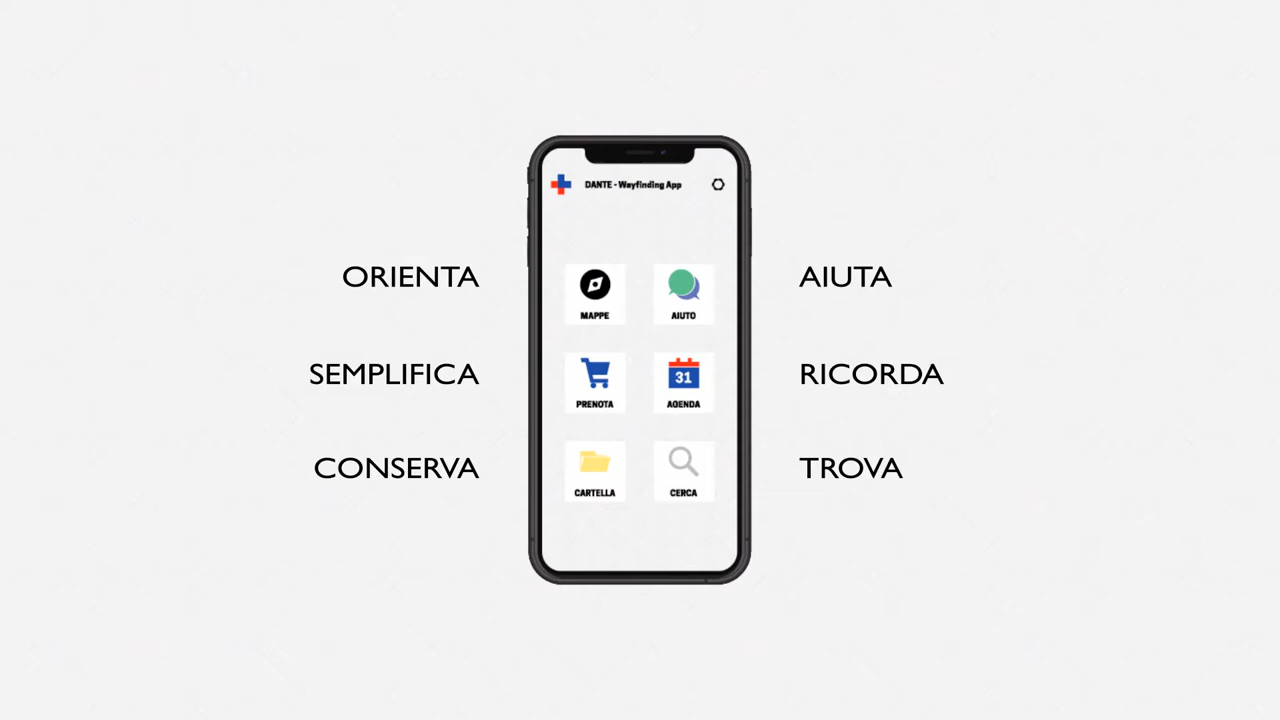 DANTE - Wayfinding App
ORIENTA
MAPPE
AIUTO
AIUTA
SEMPLIFICA
PRENOTA
31
AGENDA
RICORDA
CONSERVA
CARTELLA
CERCA
TROVA